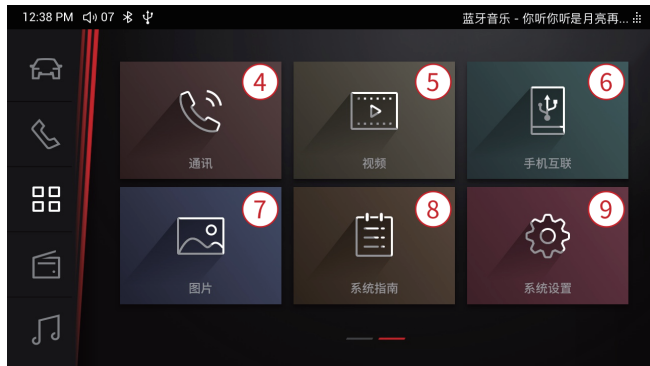 12:38 PM 07 蓝牙音乐 - 你听你听是月亮再...
4 5 6
通讯 视频 手机互联
7 8 9
图片 系统指南 系统设置